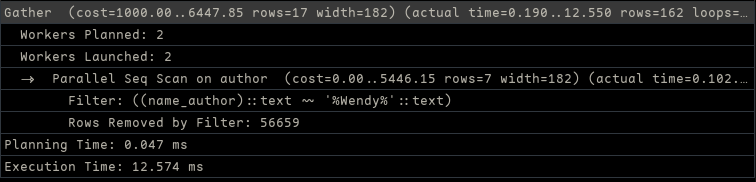 Gather  (cost=1000.00..6447.85 rows=17 width=182) (actual time=0.190..12.550 rows=162 loops=…
  Workers Planned: 2
  Workers Launched: 2
  ->  Parallel Seq Scan on author  (cost=0.00..5446.15 rows=7 width=182) (actual time=0.102.…
        Filter: ((name_author)::text ~~ '%Wendy%'::text)
        Rows Removed by Filter: 56659
Planning Time: 0.047 ms
Execution Time: 12.574 ms